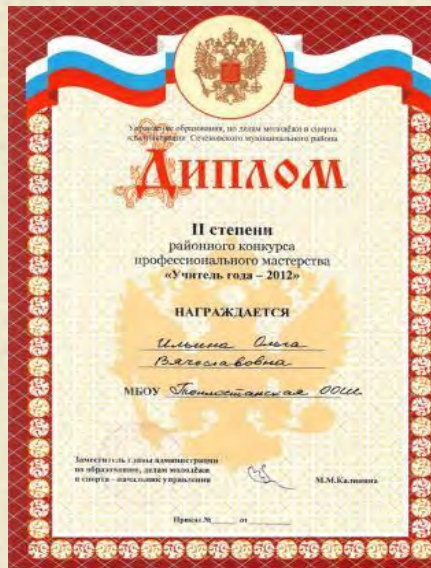 Управление образования, по делам молодёжи и спорта
администрации Сеченовского муниципального района
ДИПЛОМ
II степени
районного конкурса
профессионального мастерства
«Учитель года – 2012»
НАГРАЖДАЕТСЯ
Ильина Ольга
Вячеславовна
МБОУ Теплостанская ООШ
Заместитель главы администрации
по образованию, делам молодёжи
и спорта – начальник управления
М.М.Калинина
Приказ № от